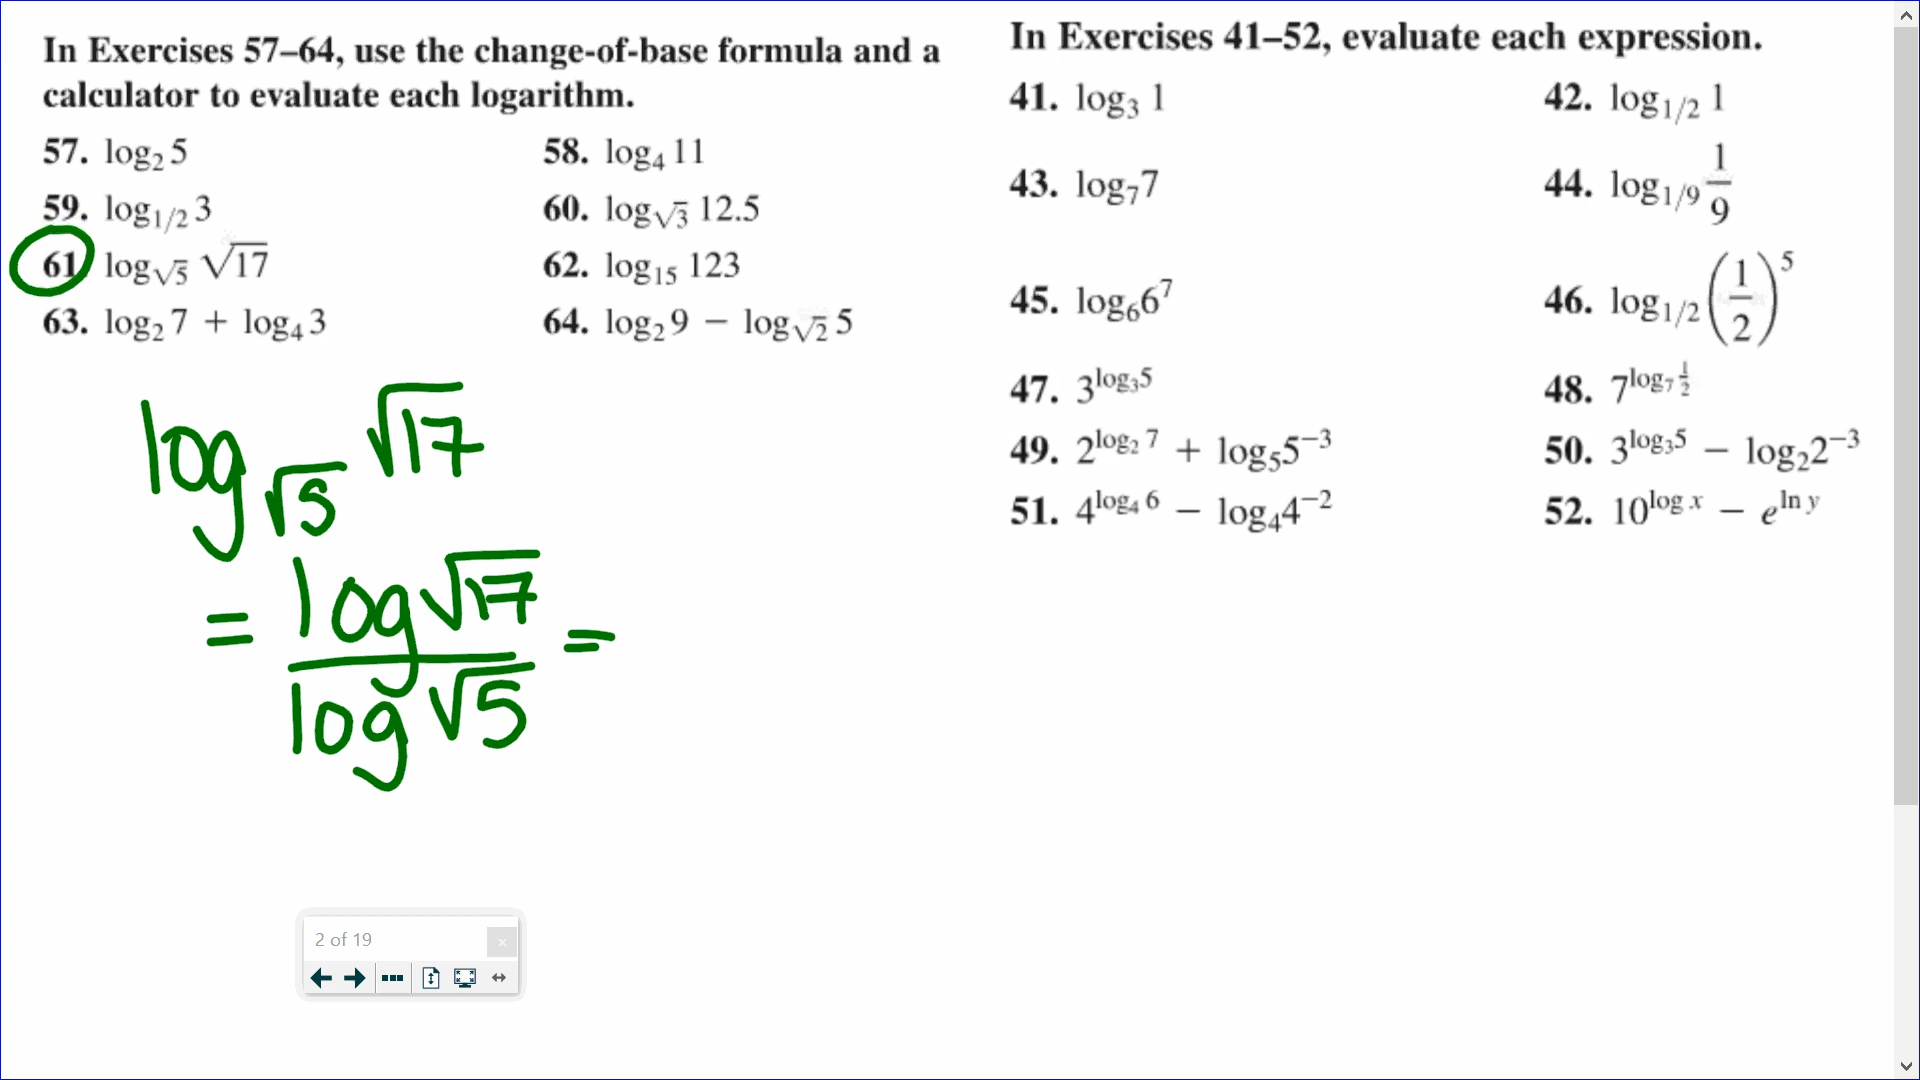 In Exercises 57–64, use the change-of-base formula and a
calculator to evaluate each logarithm.
57. log₂ 5
58. log₄ 11
59. log₁/₂ 3
60. log√3 12.5
61. log√5 √17
62. log₁₅ 123
63. log₂ 7 + log₄ 3
64. log₂ 9 − log√2 5
log√5 √17
= log √17 / log √5 =
In Exercises 41–52, evaluate each expression.
41. log₃ 1
42. log₁/₂ 1
43. log₇7
44. log₁/₉ 1/9
45. log₆6⁷
46. log₁/₂ (1/2)⁵
47. 3^log₃5
48. 7^log₇ 1/2
49. 2^log₂ 7 + log₅5⁻³
50. 3^log₃5 − log₂2⁻³
51. 4^log₄ 6 − log₄4⁻²
52. 10^log x − e^ln y
2 of 19